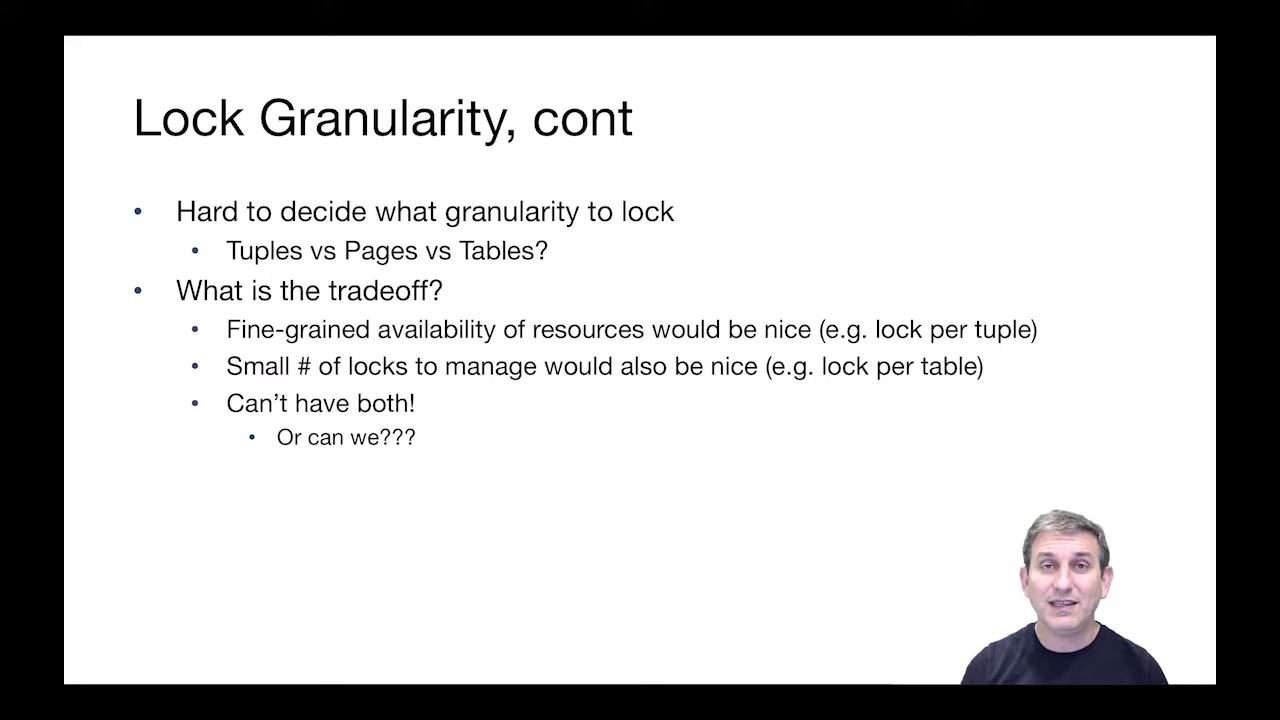 Lock Granularity, cont
• Hard to decide what granularity to lock
• Tuples vs Pages vs Tables?
• What is the tradeoff?
• Fine-grained availability of resources would be nice (e.g. lock per tuple)
• Small # of locks to manage would also be nice (e.g. lock per table)
• Can’t have both!
• Or can we???